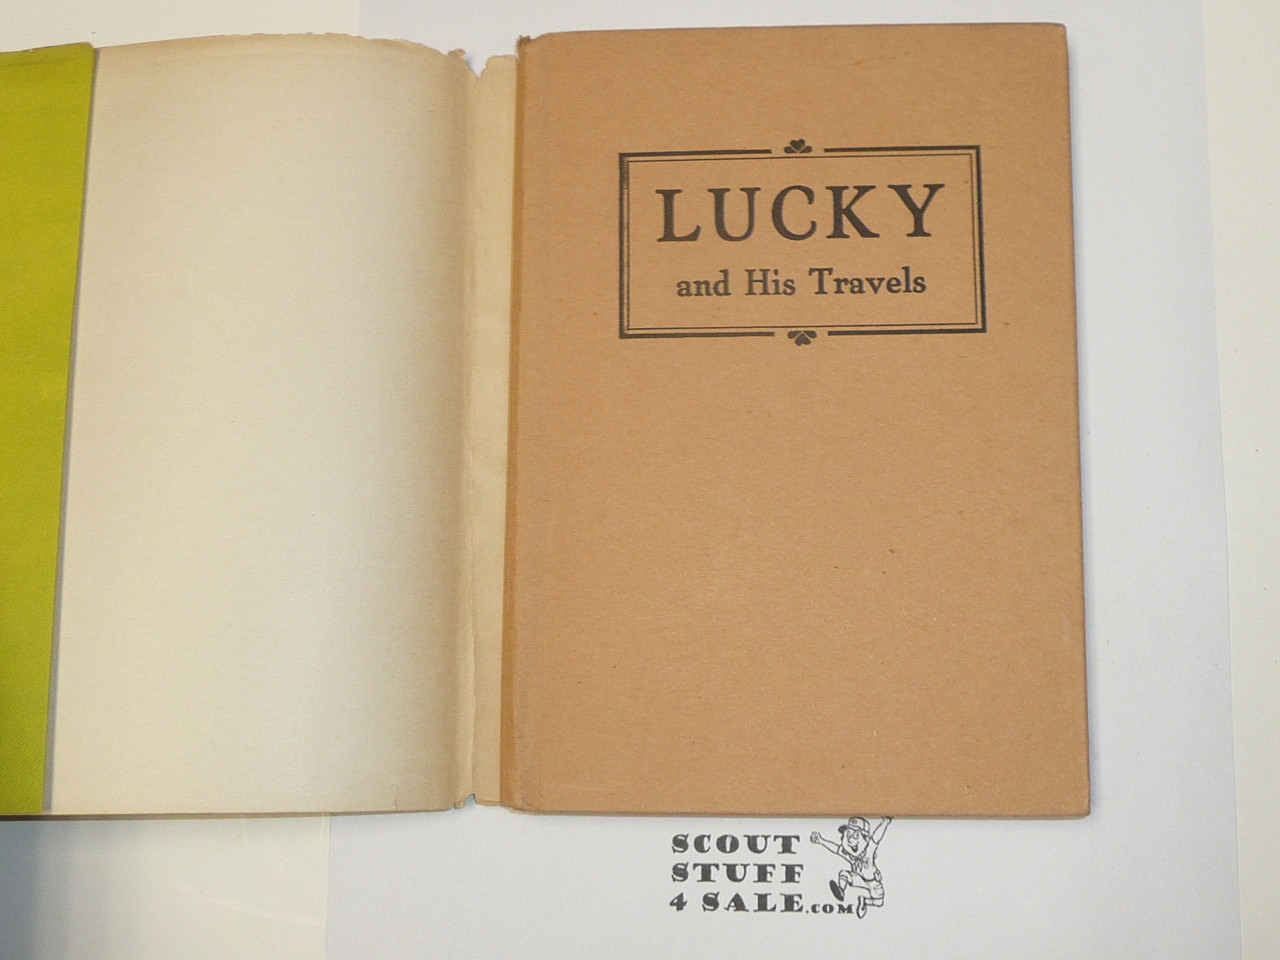 LUCKY
and His Travels
SCOUT
STUFF
4 SALE.COM